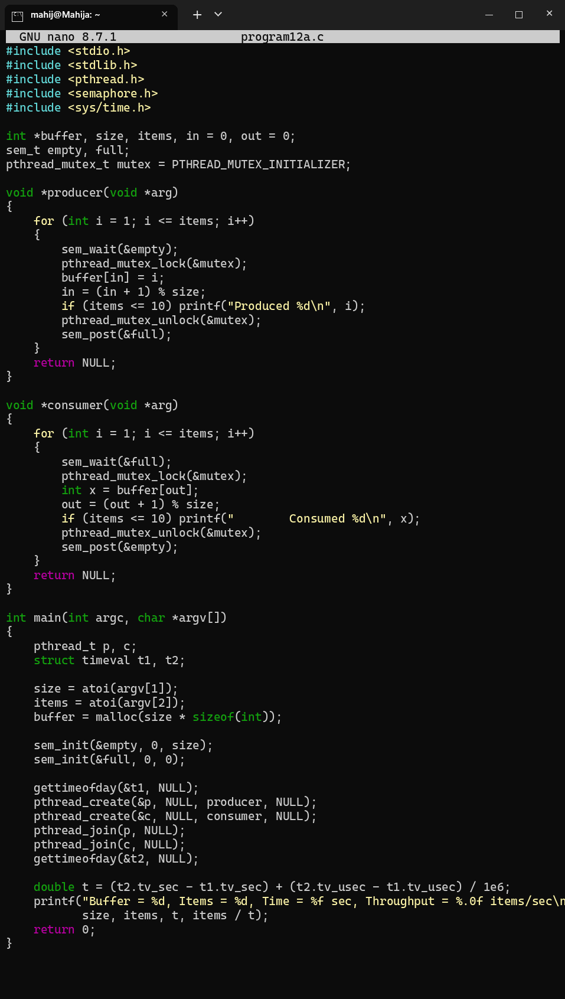 mahij@Mahija: ~
GNU nano 8.7.1 program12a.c
#include <stdio.h>
#include <stdlib.h>
#include <pthread.h>
#include <semaphore.h>
#include <sys/time.h>

int *buffer, size, items, in = 0, out = 0;
sem_t empty, full;
pthread_mutex_t mutex = PTHREAD_MUTEX_INITIALIZER;

void *producer(void *arg)
{
    for (int i = 1; i <= items; i++)
    {
        sem_wait(&empty);
        pthread_mutex_lock(&mutex);
        buffer[in] = i;
        in = (in + 1) % size;
        if (items <= 10) printf("Produced %d\n", i);
        pthread_mutex_unlock(&mutex);
        sem_post(&full);
    }
    return NULL;
}

void *consumer(void *arg)
{
    for (int i = 1; i <= items; i++)
    {
        sem_wait(&full);
        pthread_mutex_lock(&mutex);
        int x = buffer[out];
        out = (out + 1) % size;
        if (items <= 10) printf("        Consumed %d\n", x);
        pthread_mutex_unlock(&mutex);
        sem_post(&empty);
    }
    return NULL;
}

int main(int argc, char *argv[])
{
    pthread_t p, c;
    struct timeval t1, t2;

    size = atoi(argv[1]);
    items = atoi(argv[2]);
    buffer = malloc(size * sizeof(int));

    sem_init(&empty, 0, size);
    sem_init(&full, 0, 0);

    gettimeofday(&t1, NULL);
    pthread_create(&p, NULL, producer, NULL);
    pthread_create(&c, NULL, consumer, NULL);
    pthread_join(p, NULL);
    pthread_join(c, NULL);
    gettimeofday(&t2, NULL);

    double t = (t2.tv_sec - t1.tv_sec) + (t2.tv_usec - t1.tv_usec) / 1e6;
    printf("Buffer = %d, Items = %d, Time = %f sec, Throughput = %.0f items/sec\n
           size, items, t, items / t);
    return 0;
}